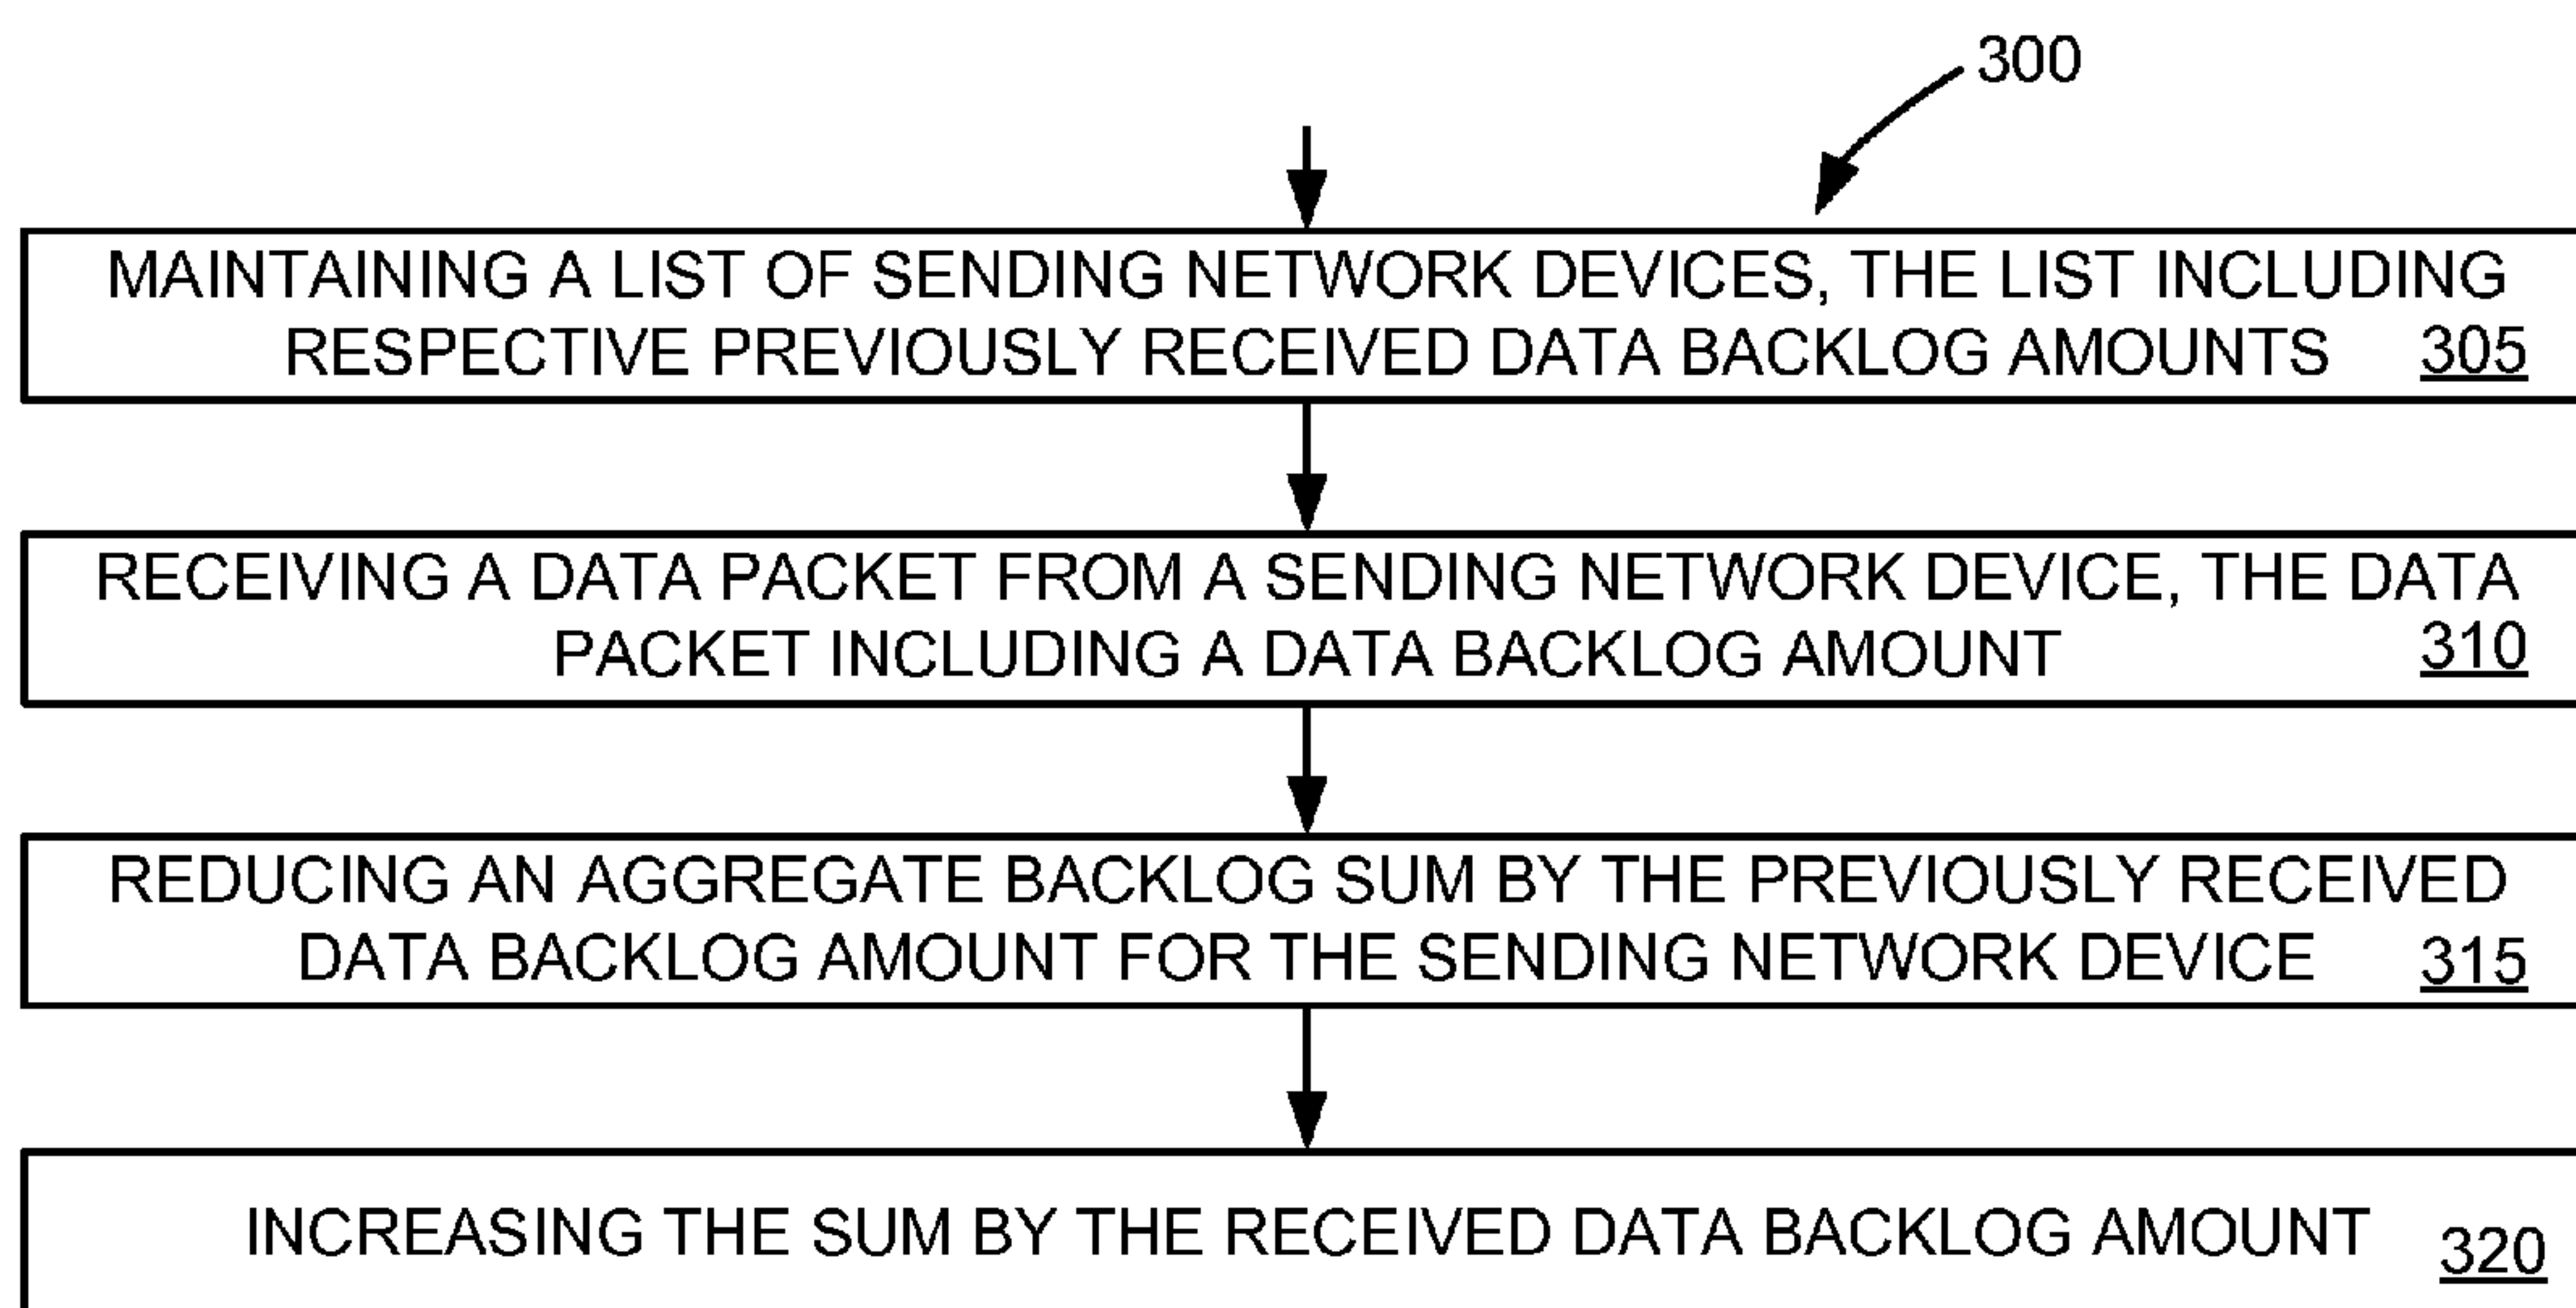 300
MAINTAINING A LIST OF SENDING NETWORK DEVICES, THE LIST INCLUDING
RESPECTIVE PREVIOUSLY RECEIVED DATA BACKLOG AMOUNTS 305
RECEIVING A DATA PACKET FROM A SENDING NETWORK DEVICE, THE DATA
PACKET INCLUDING A DATA BACKLOG AMOUNT 310
REDUCING AN AGGREGATE BACKLOG SUM BY THE PREVIOUSLY RECEIVED
DATA BACKLOG AMOUNT FOR THE SENDING NETWORK DEVICE 315
INCREASING THE SUM BY THE RECEIVED DATA BACKLOG AMOUNT 320